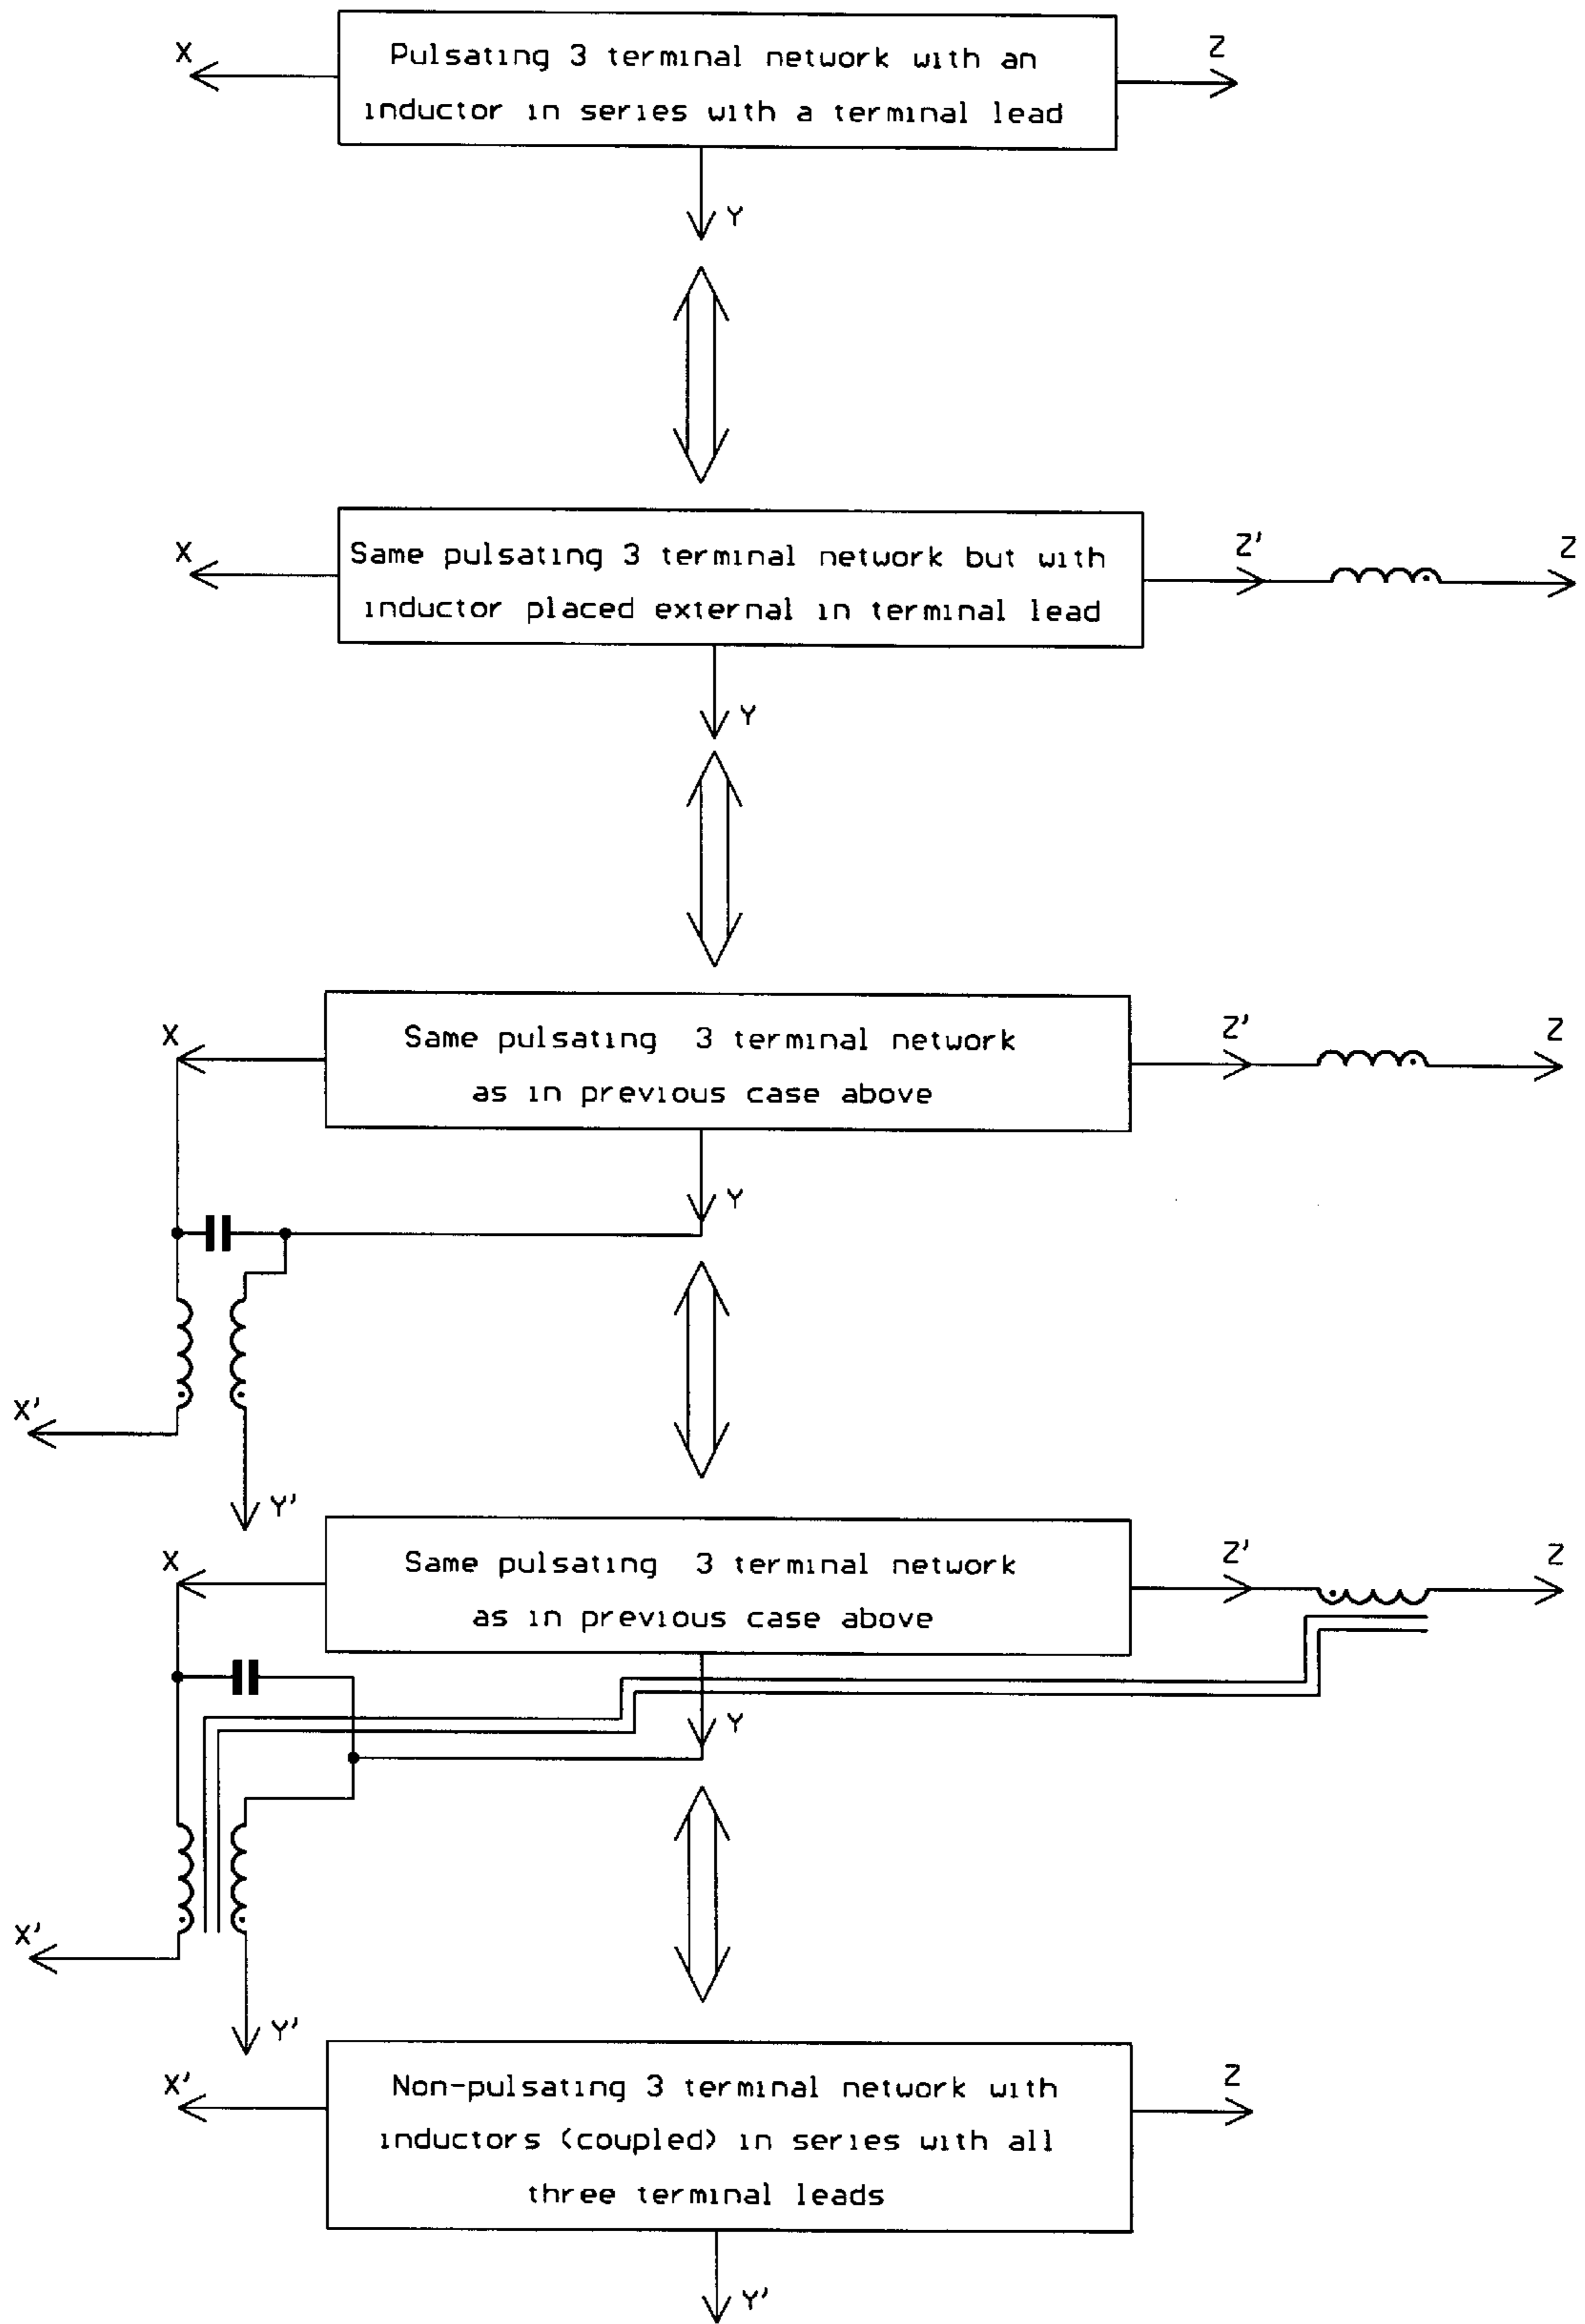 X
Pulsating 3 terminal network with an
inductor in series with a terminal lead
Z
Y
X
Same pulsating 3 terminal network but with
inductor placed external in terminal lead
Z'
Z
Y
X
Same pulsating 3 terminal network
as in previous case above
Z'
Z
Y
X'
Y'
X
Same pulsating 3 terminal network
as in previous case above
Z'
Z
Y
X'
Y'
X'
Non-pulsating 3 terminal network with
inductors (coupled) in series with all
three terminal leads
Z
Y'